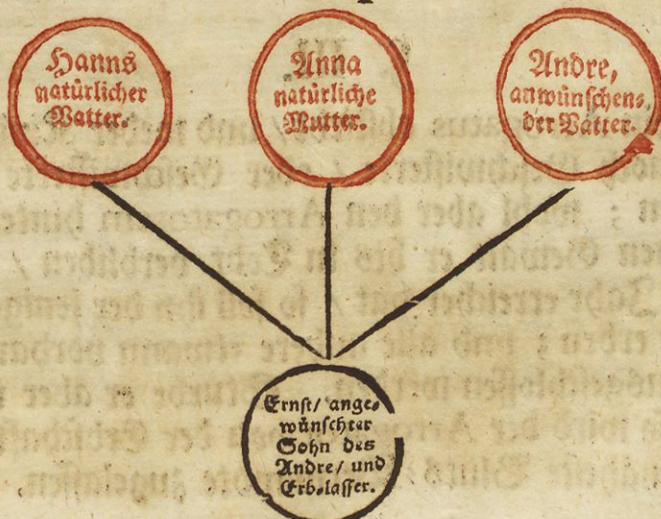 Hanns
natürlicher
Vatter.
Anna
natürliche
Mutter.
Andre,
anwünschen-
der Vatter.
Ernst/ ange-
wünschter
Sohn des
Andre/ und
Erb-lasser.